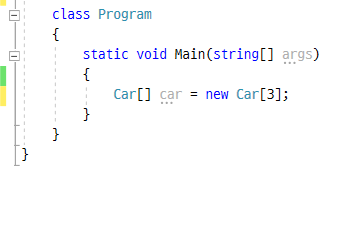 class Program
{
static void Main(string[] args)
{
Car[] car = new Car[3];
}
}
}